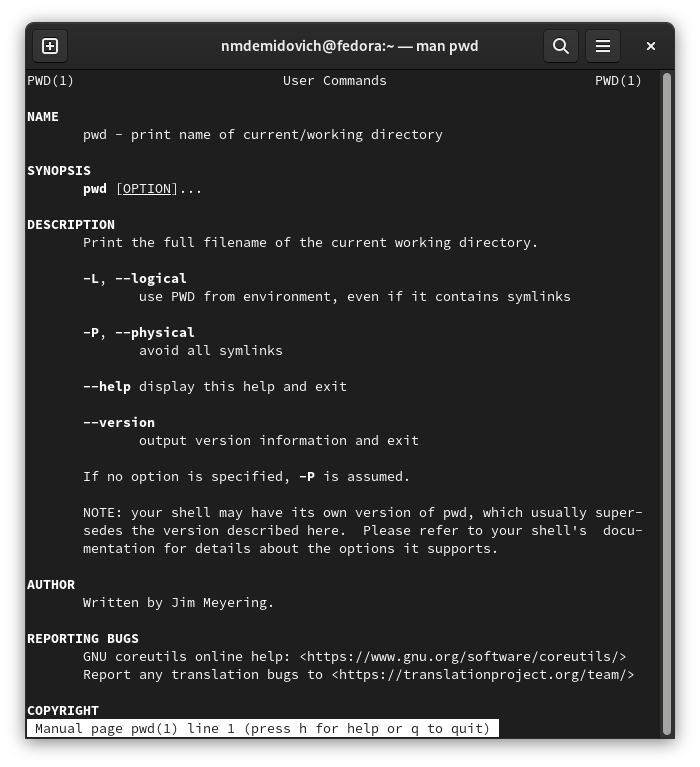 nmdemidovich@fedora:~ — man pwd
PWD(1) User Commands PWD(1)
NAME
pwd - print name of current/working directory
SYNOPSIS
pwd [OPTION]...
DESCRIPTION
Print the full filename of the current working directory.
-L, --logical
use PWD from environment, even if it contains symlinks
-P, --physical
avoid all symlinks
--help display this help and exit
--version
output version information and exit
If no option is specified, -P is assumed.
NOTE: your shell may have its own version of pwd, which usually super-
sedes the version described here.  Please refer to your shell's  docu-
mentation for details about the options it supports.
AUTHOR
Written by Jim Meyering.
REPORTING BUGS
GNU coreutils online help: <https://www.gnu.org/software/coreutils/>
Report any translation bugs to <https://translationproject.org/team/>
COPYRIGHT
Manual page pwd(1) line 1 (press h for help or q to quit)